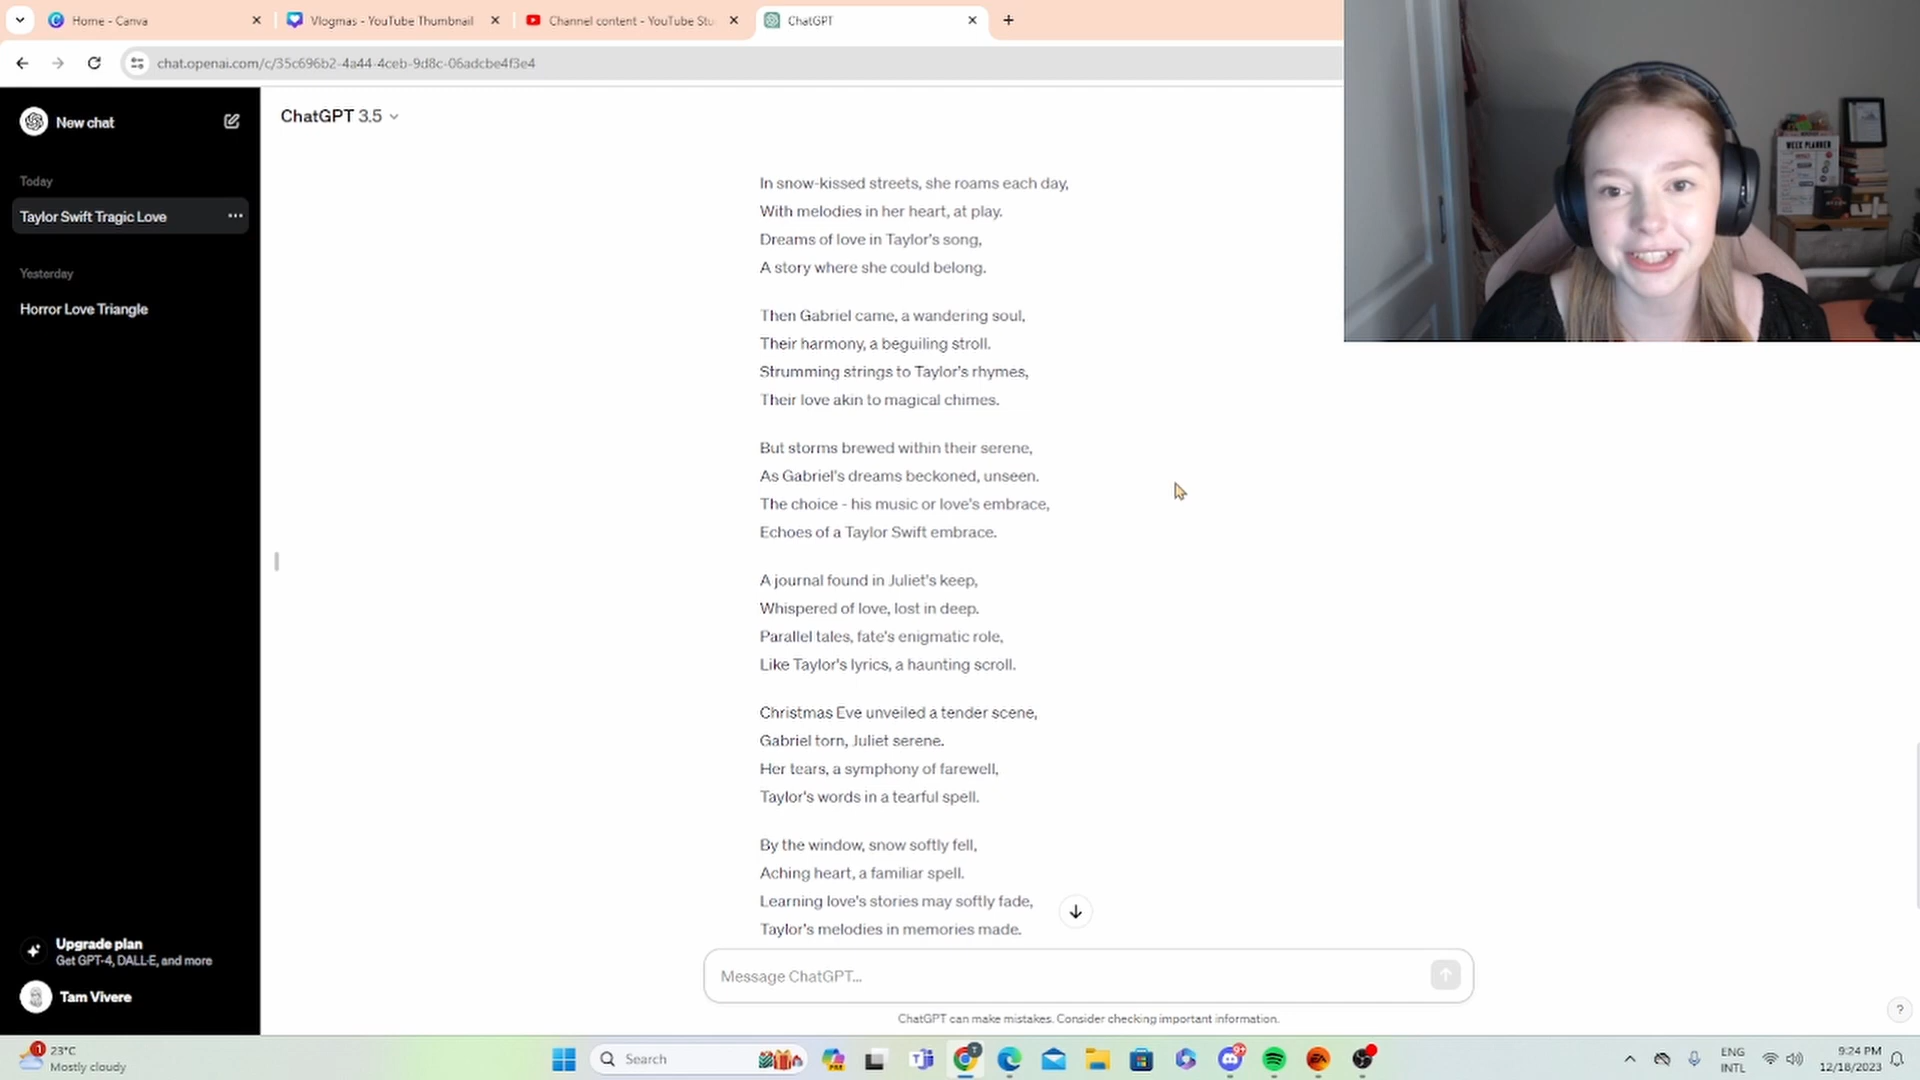 Home - Canva
Vlogmas - YouTube Thumbnail
Channel content - YouTube Stu
ChatGPT
chat.openai.com/c/35c696b2-4a44-4ceb-9d8c-06adcbe4f3e4
New chat
ChatGPT 3.5
Today
Taylor Swift Tragic Love
Yesterday
Horror Love Triangle
In snow-kissed streets, she roams each day,
With melodies in her heart, at play.
Dreams of love in Taylor's song,
A story where she could belong.
Then Gabriel came, a wandering soul,
Their harmony, a beguiling stroll.
Strumming strings to Taylor's rhymes,
Their love akin to magical chimes.
But storms brewed within their serene,
As Gabriel's dreams beckoned, unseen.
The choice - his music or love's embrace,
Echoes of a Taylor Swift embrace.
A journal found in Juliet's keep,
Whispered of love, lost in deep.
Parallel tales, fate's enigmatic role,
Like Taylor's lyrics, a haunting scroll.
Christmas Eve unveiled a tender scene,
Gabriel torn, Juliet serene.
Her tears, a symphony of farewell,
Taylor's words in a tearful spell.
By the window, snow softly fell,
Aching heart, a familiar spell.
Learning love's stories may softly fade,
Taylor's melodies in memories made.
Upgrade plan
Get GPT-4, DALL·E, and more
Tam Vivere
Message ChatGPT...
ChatGPT can make mistakes. Consider checking important information.
?
WEEK PLANNER
1
23°C
Mostly cloudy
Search
PRE
T
9+
EA
ENG
INTL
9:24 PM
12/18/2023